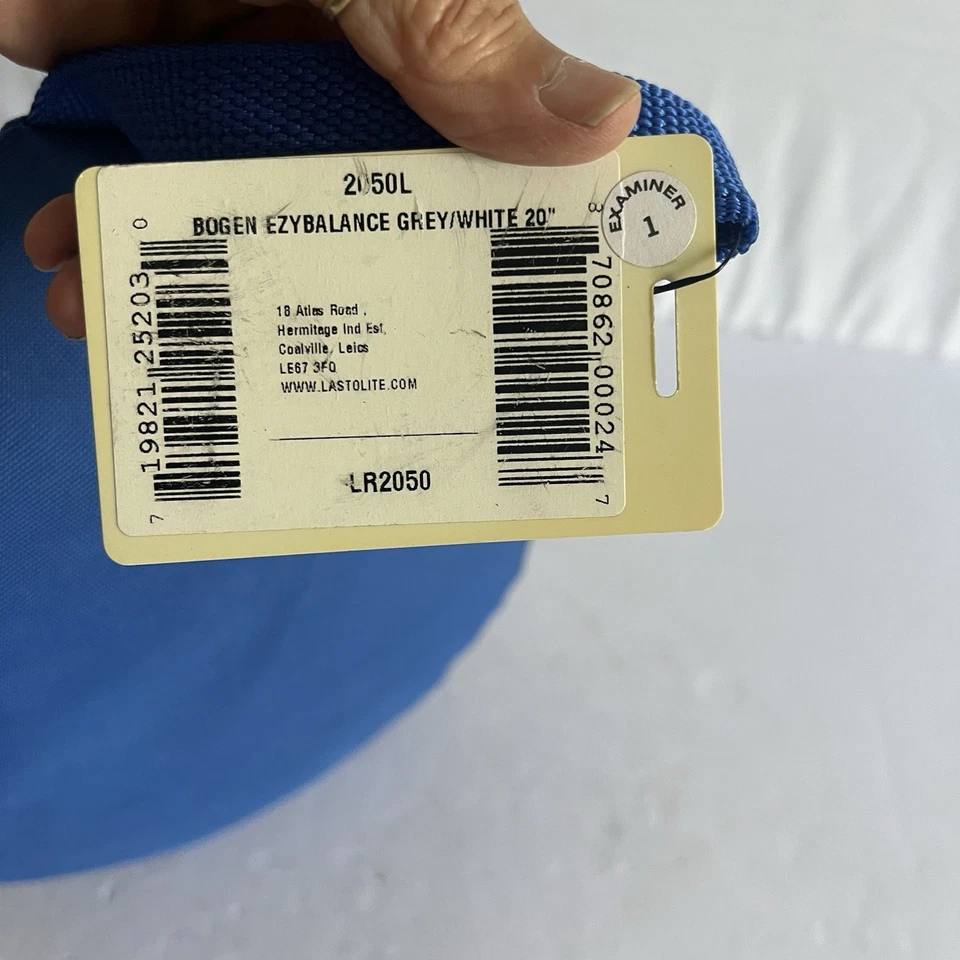 2050L
BOGEN EZYBALANCE GREY/WHITE 20"
18 Atlas Road ,
Hermitage Ind Est,
Coalville, Leics
LE67 3FQ
WWW.LASTOLITE.COM
LR2050
7 19821 25203 0
8 70862 00024 7
EXAMINER
1